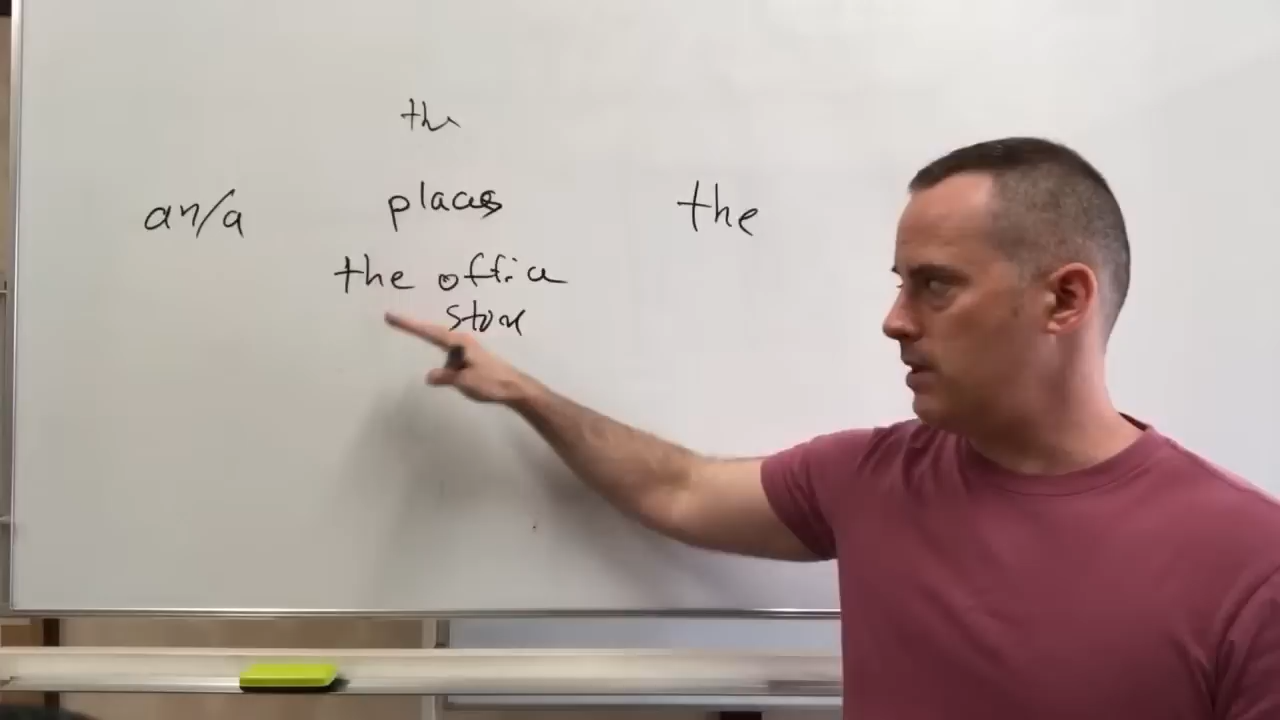 the
an/a places the
the office
store